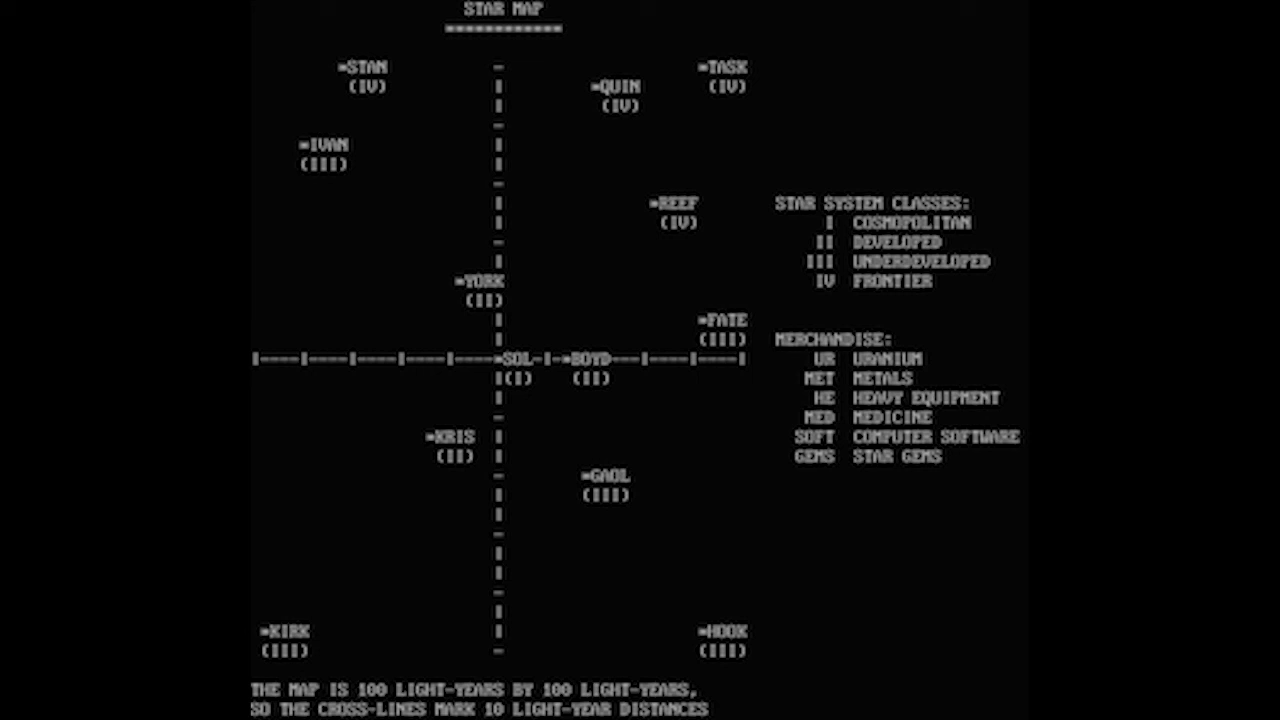 STAR MAP
************
*STAN - *TASK
(IV) I *QUIN (IV)
I (IV)
-
*IVAN I
(III) I
-
I *REEF STAR SYSTEM CLASSES:
I (IV) I COSMOPOLITAN
- II DEVELOPED
I III UNDERDEVELOPED
*YORK IV FRONTIER
(II)
I *FATE
I (III) MERCHANDISE:
I----I----I----I----I----*SOL-I-*BOYD---I----I----I UR URANIUM
I(I) (II) MET METALS
I HE HEAVY EQUIPMENT
- MED MEDICINE
*KRIS I SOFT COMPUTER SOFTWARE
(II) I GEMS STAR GEMS
- *GAOL
I (III)
I
-
I
I
-
I
*KIRK I *HOOK
(III) - (III)
THE MAP IS 100 LIGHT-YEARS BY 100 LIGHT-YEARS,
SO THE CROSS-LINES MARK 10 LIGHT-YEAR DISTANCES